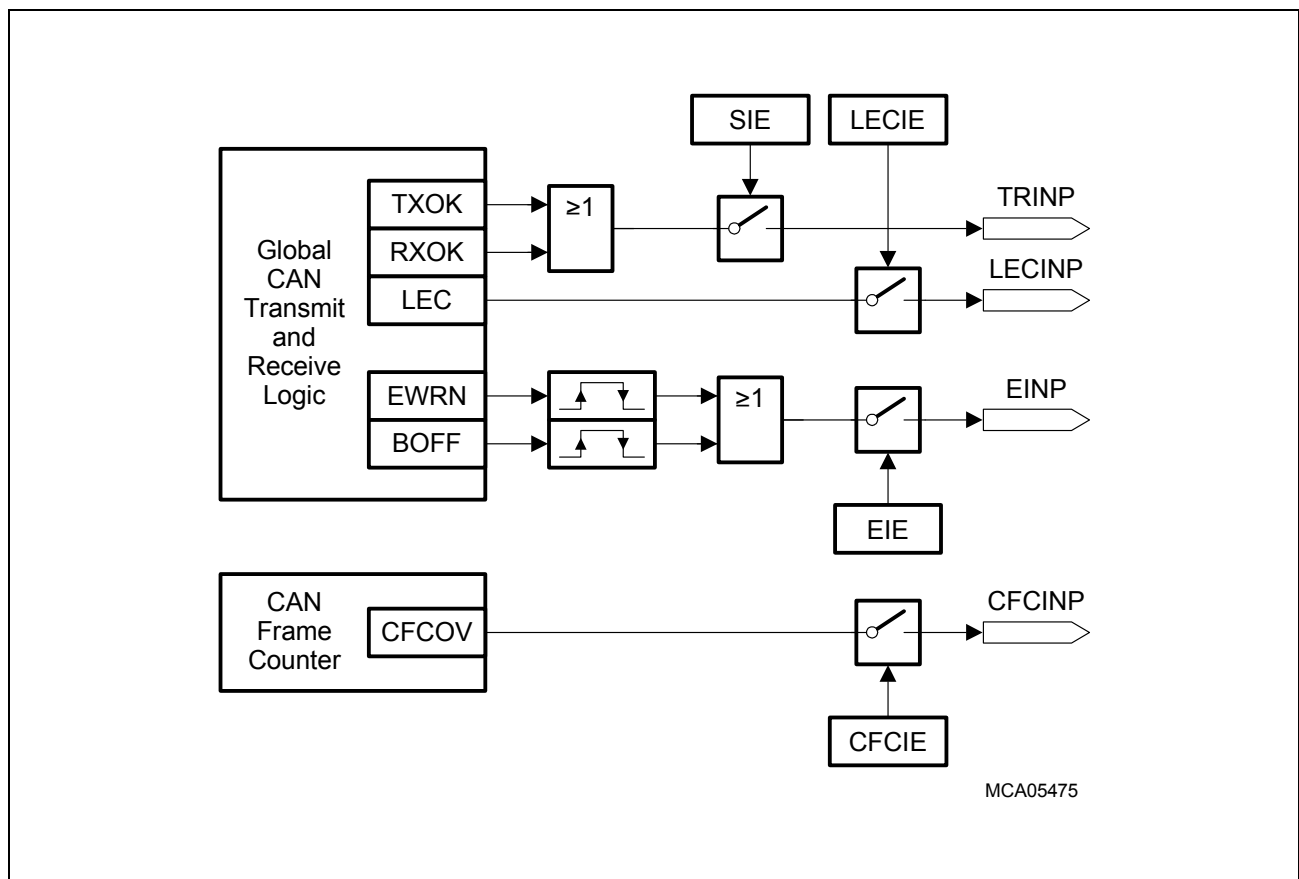 SIE
LECIE
Global
CAN
Transmit
and
Receive
Logic
TXOK
RXOK
LEC
EWRN
BOFF
≥1
≥1
TRINP
LECINP
EINP
EIE
CAN
Frame
Counter
CFCOV
CFCINP
CFCIE
MCA05475